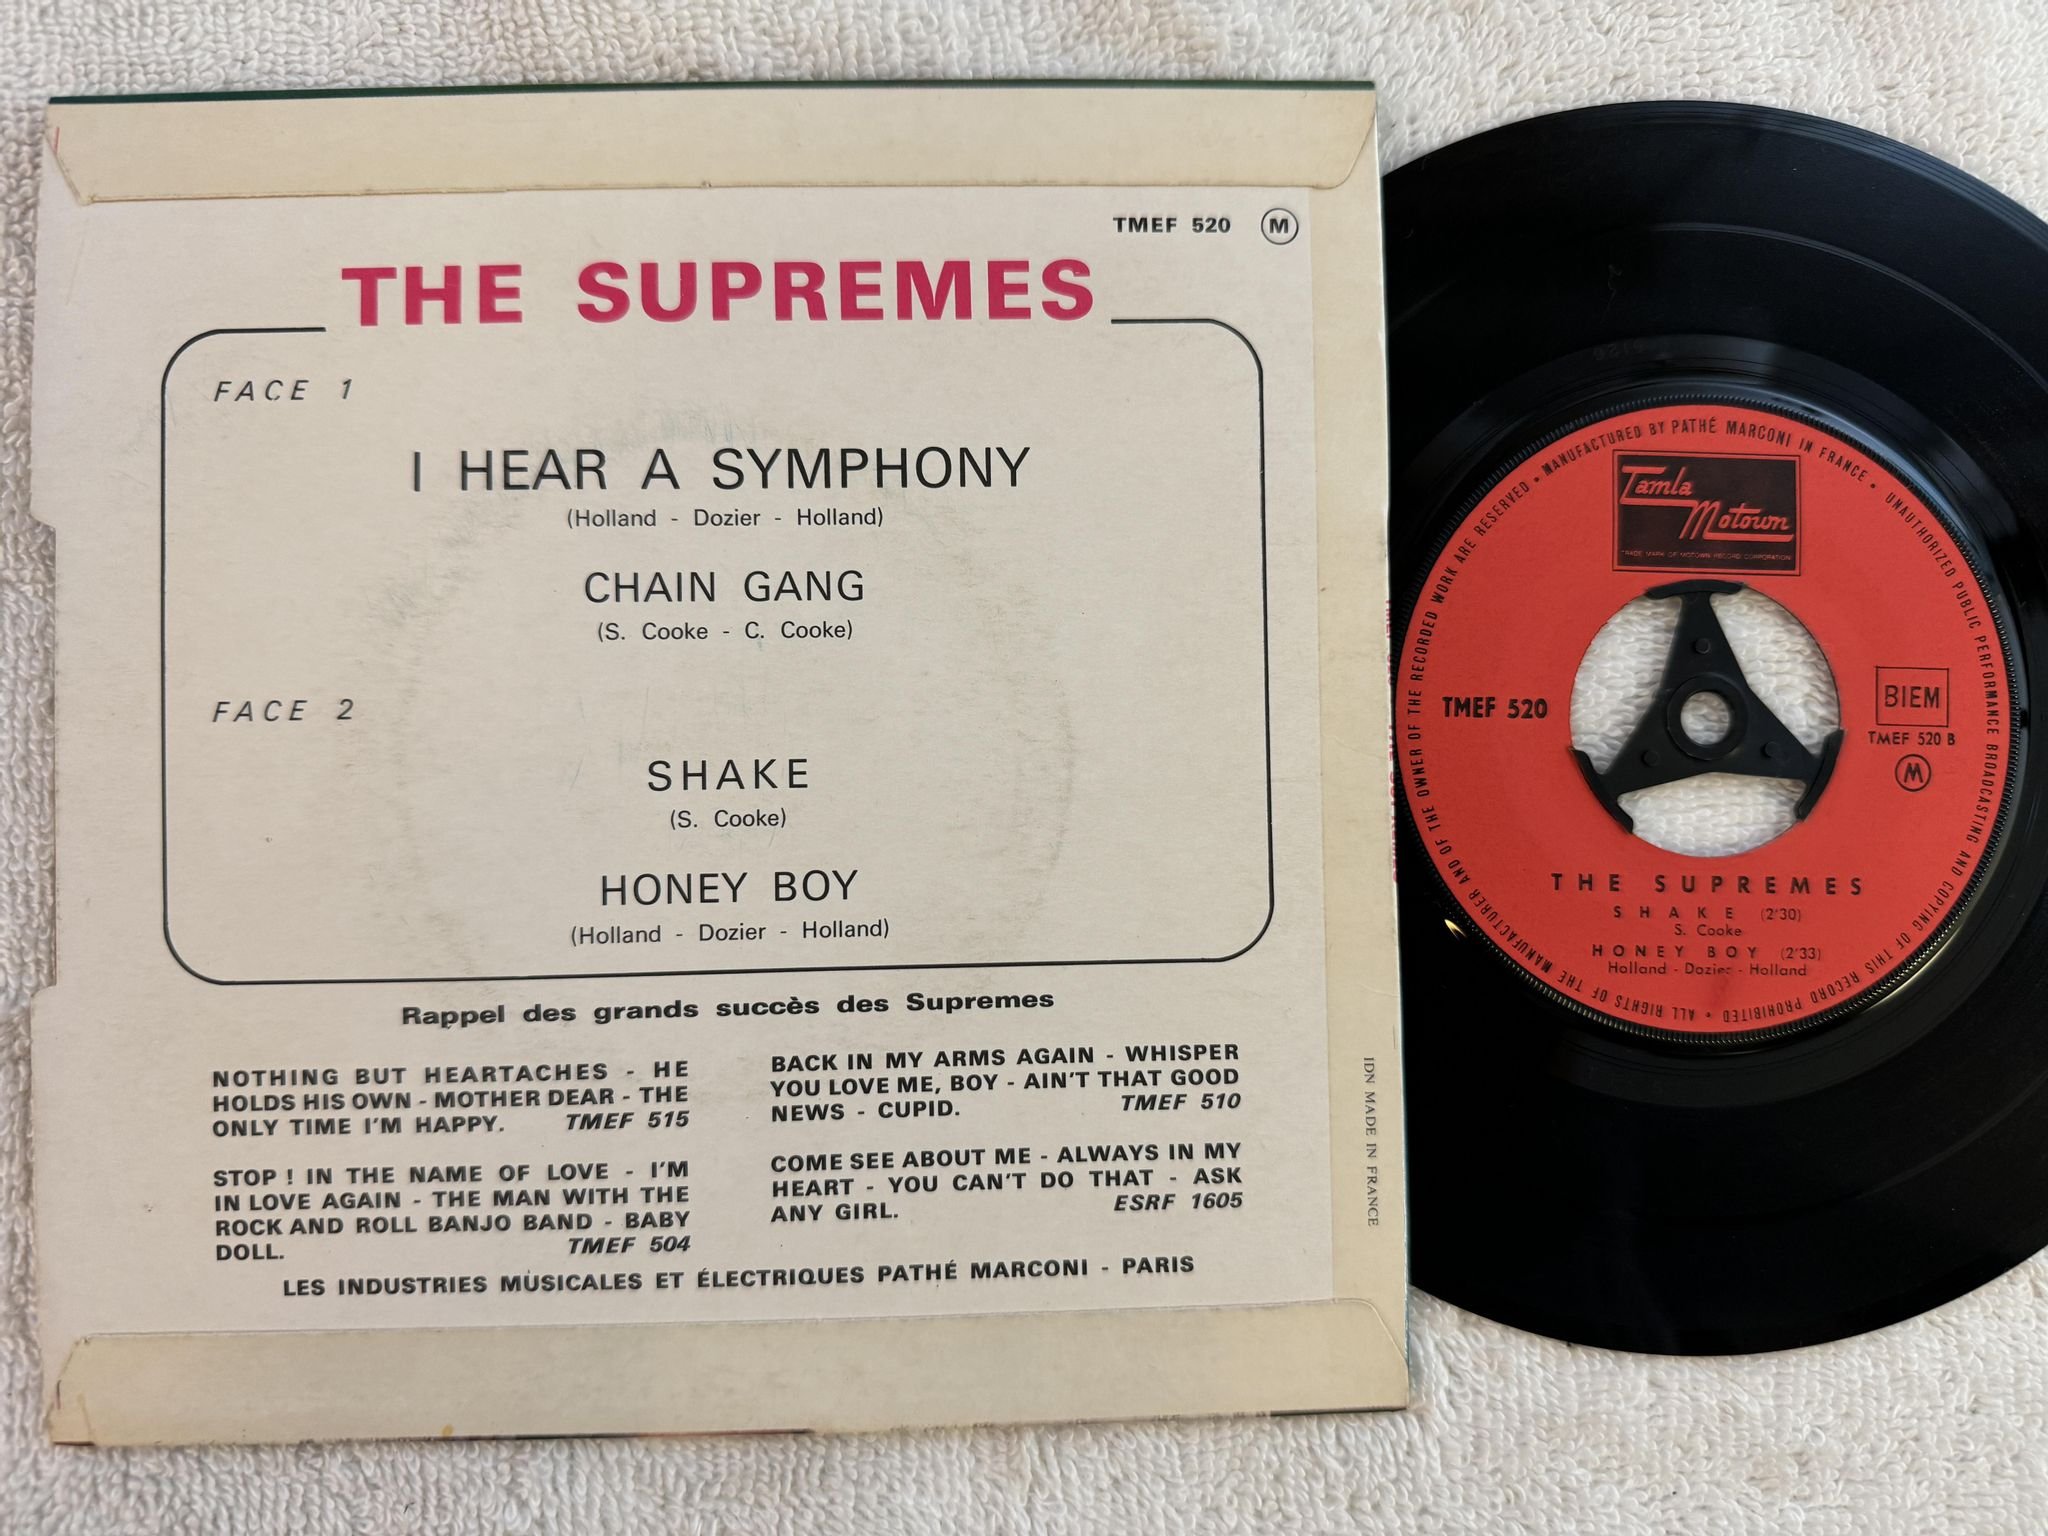 TMEF 520 M
THE SUPREMES
FACE 1
I HEAR A SYMPHONY
(Holland - Dozier - Holland)
CHAIN GANG
(S. Cooke - C. Cooke)
FACE 2
SHAKE
(S. Cooke)
HONEY BOY
(Holland - Dozier - Holland)
Rappel des grands succès des Supremes
NOTHING BUT HEARTACHES - HE
HOLDS HIS OWN - MOTHER DEAR - THE
ONLY TIME I'M HAPPY. TMEF 515
STOP ! IN THE NAME OF LOVE - I'M
IN LOVE AGAIN - THE MAN WITH THE
ROCK AND ROLL BANJO BAND - BABY
DOLL. TMEF 504
BACK IN MY ARMS AGAIN - WHISPER
YOU LOVE ME, BOY - AIN'T THAT GOOD
NEWS - CUPID. TMEF 510
COME SEE ABOUT ME - ALWAYS IN MY
HEART - YOU CAN'T DO THAT - ASK
ANY GIRL. ESRF 1605
LES INDUSTRIES MUSICALES ET ÉLECTRIQUES PATHÉ MARCONI - PARIS
IDN MADE IN FRANCE
MANUFACTURED BY PATHÉ MARCONI IN FRANCE • UNAUTHORIZED PUBLIC PERFORMANCE BROADCASTING AND COPYING OF THIS RECORD PROHIBITED • ALL RIGHTS OF THE MANUFACTURER AND OF THE OWNER OF THE RECORDED WORK ARE RESERVED •
Tamla
Motown
TRADE MARK OF MOTOWN RECORD CORPORATION
TMEF 520
BIEM
TMEF 520 B
M
THE SUPREMES
SHAKE (2'30)
S. Cooke
HONEY BOY (2'33)
Holland - Dozier - Holland